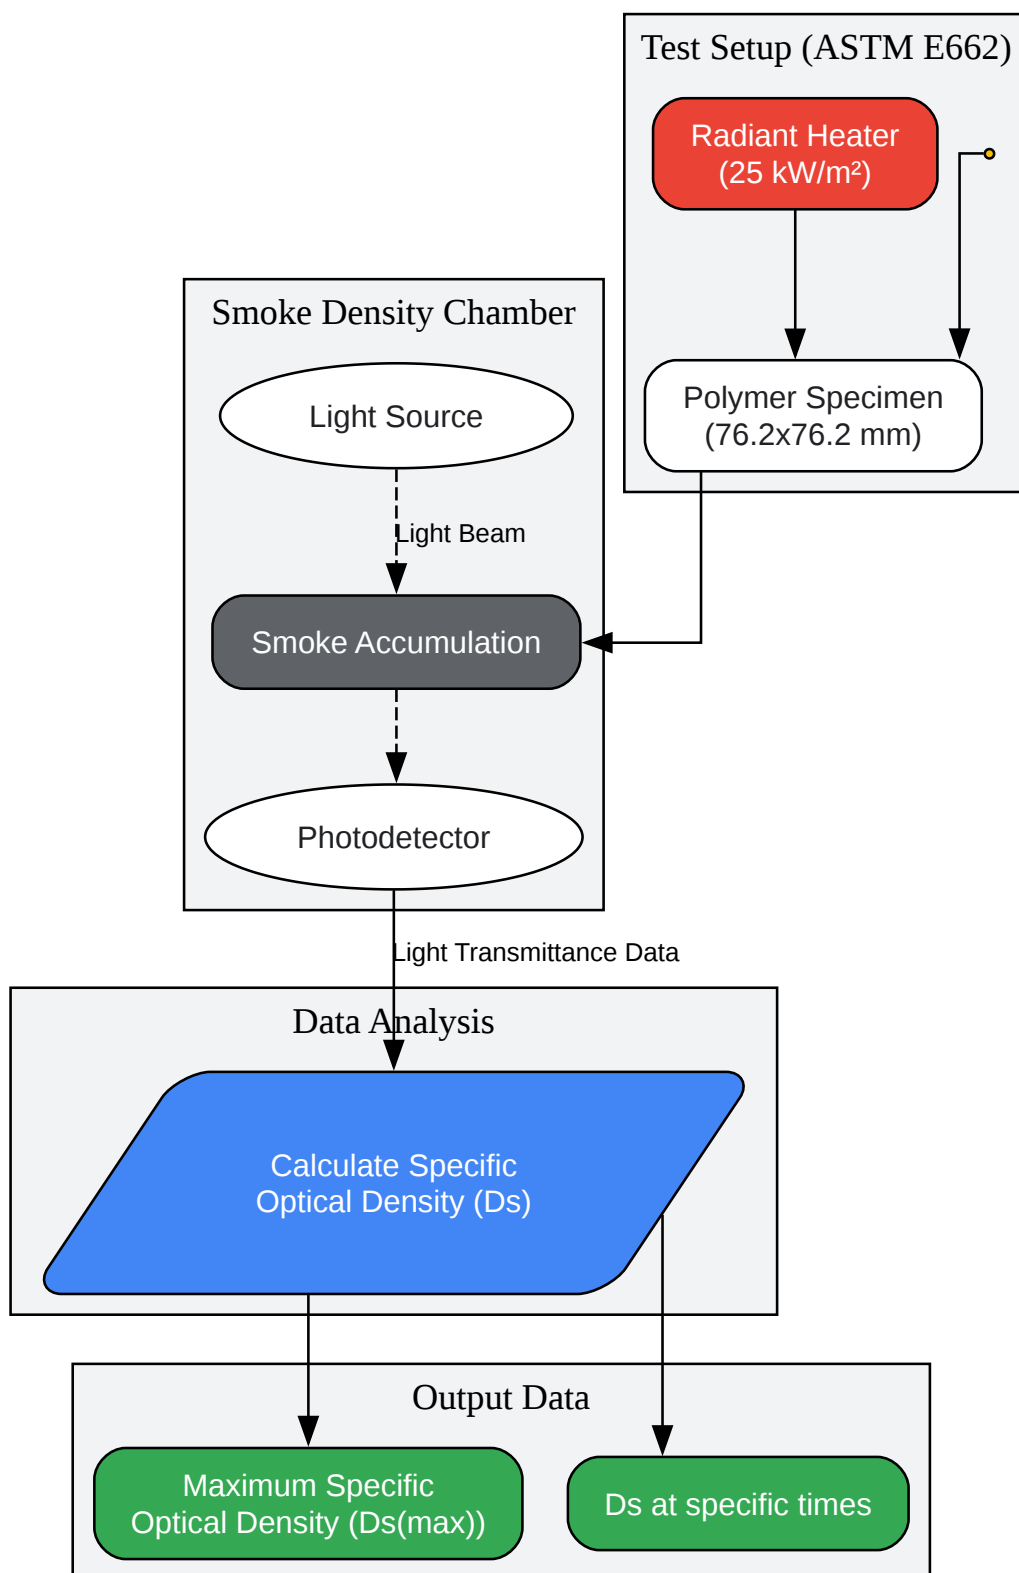 Test Setup (ASTM E662)
Radiant Heater
(25 kW/m²)
Polymer Specimen
(76.2x76.2 mm)
Smoke Density Chamber
Light Source
Light Beam
Smoke Accumulation
Photodetector
Light Transmittance Data
Data Analysis
Calculate Specific
Optical Density (Ds)
Output Data
Maximum Specific
Optical Density (Ds(max))
Ds at specific times